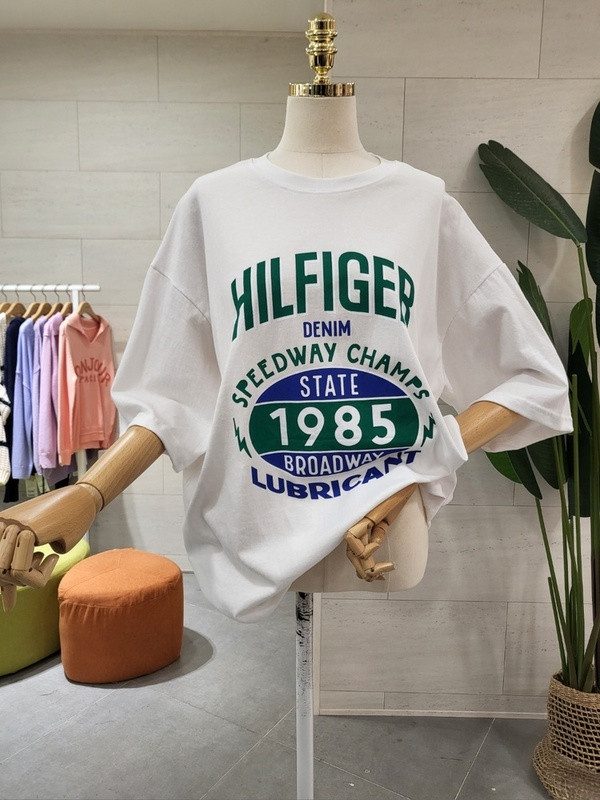 HILFIGER
DENIM
SPEEDWAY CHAMPS
STATE
1985
BROADWAY
LUBRICANT